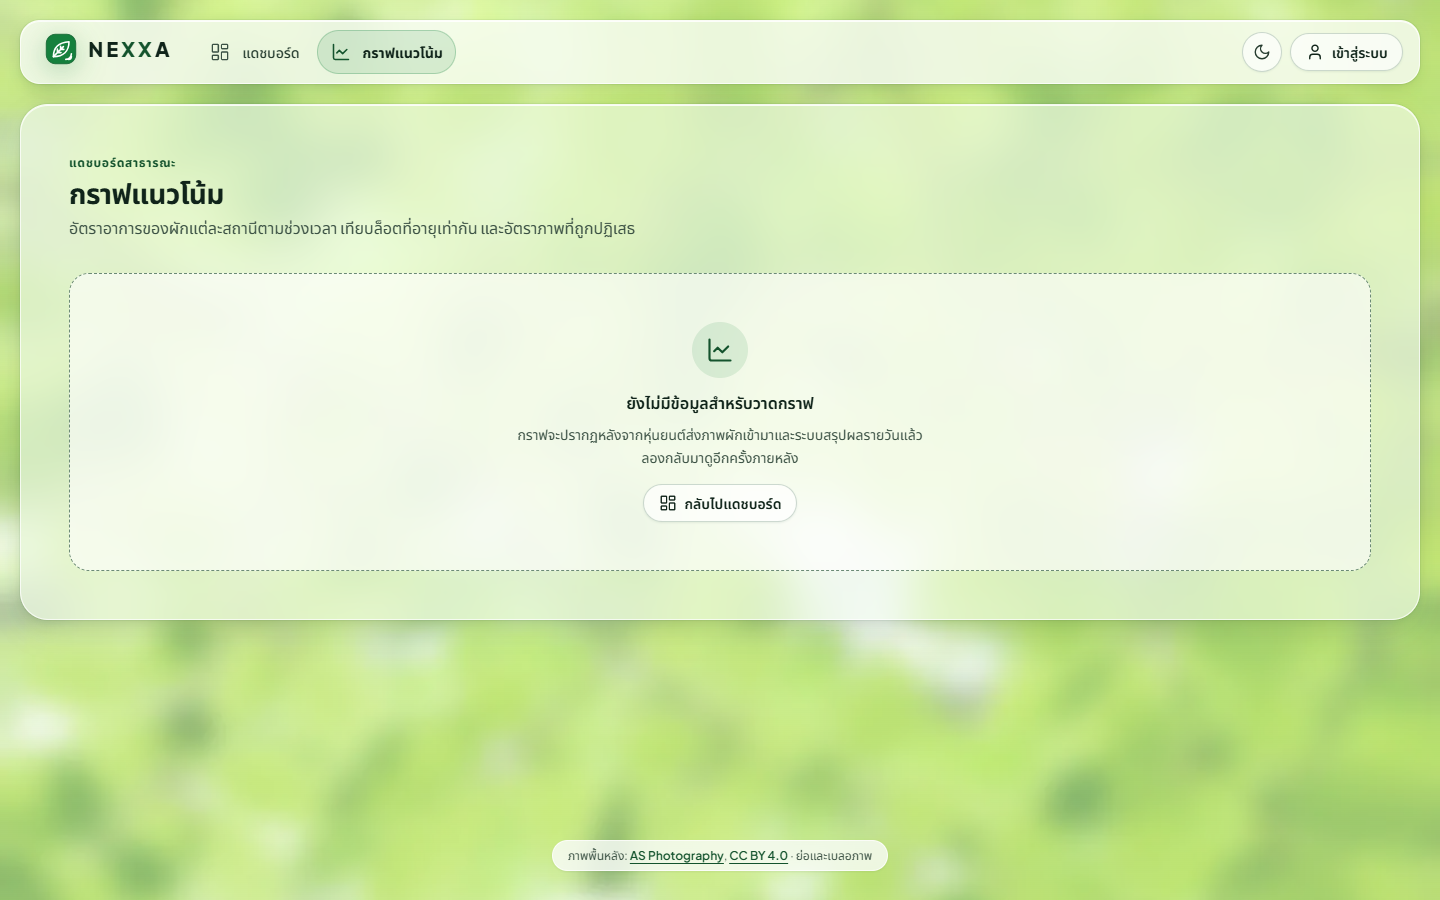 NEXXA
แดชบอร์ด
กราฟแนวโน้ม
เข้าสู่ระบบ
แดชบอร์ดสาธารณะ
กราฟแนวโน้ม
อัตราอาการของผักแต่ละสถานีตามช่วงเวลา เทียบล็อตที่อายุเท่ากัน และอัตราภาพที่ถูกปฏิเสธ
ยังไม่มีข้อมูลสำหรับวาดกราฟ
กราฟจะปรากฏหลังจากหุ่นยนต์ส่งภาพผักเข้ามาและระบบสรุปผลรายวันแล้ว
ลองกลับมาดูอีกครั้งภายหลัง
กลับไปแดชบอร์ด
ภาพพื้นหลัง: AS Photography, CC BY 4.0 · ย่อและเบลอภาพ